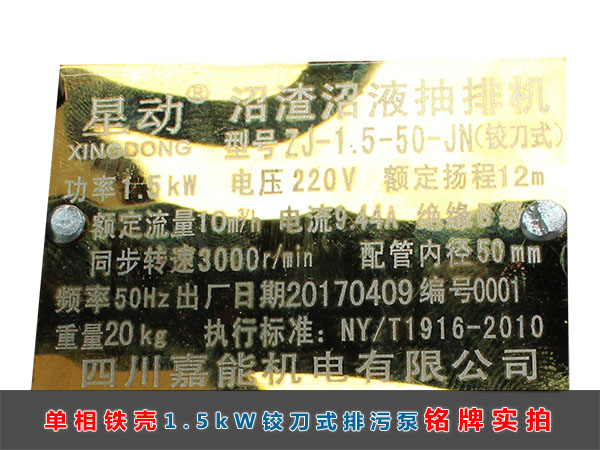 星动® 沼渣沼液抽排机
XINGDONG 型号ZJ-1.5-50-JN(铰刀式)
功率1.5kW 电压220V 额定扬程12m
额定流量10m³/h 电流9.44A 绝缘B级
同步转速3000r/min 配管内径50mm
频率50Hz 出厂日期20170409 编号0001
重量20kg 执行标准：NY/T1916-2010
四川嘉能机电有限公司
单相铁壳1.5kW铰刀式排污泵铭牌实拍